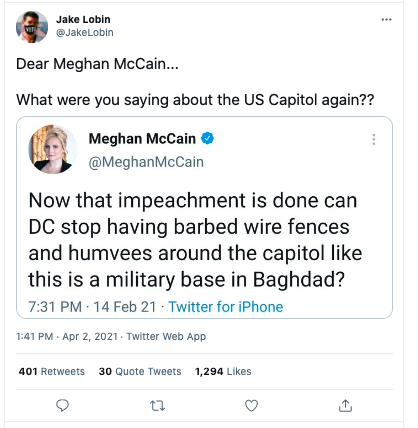 Jake Lobin
@JakeLobin
Dear Meghan McCain...
What were you saying about the US Capitol again??
Meghan McCain
@MeghanMcCain
Now that impeachment is done can
DC stop having barbed wire fences
and humvees around the capitol like
this is a military base in Baghdad?
7:31 PM · 14 Feb 21 · Twitter for iPhone
1:41 PM · Apr 2, 2021 · Twitter Web App
401 Retweets 30 Quote Tweets 1,294 Likes